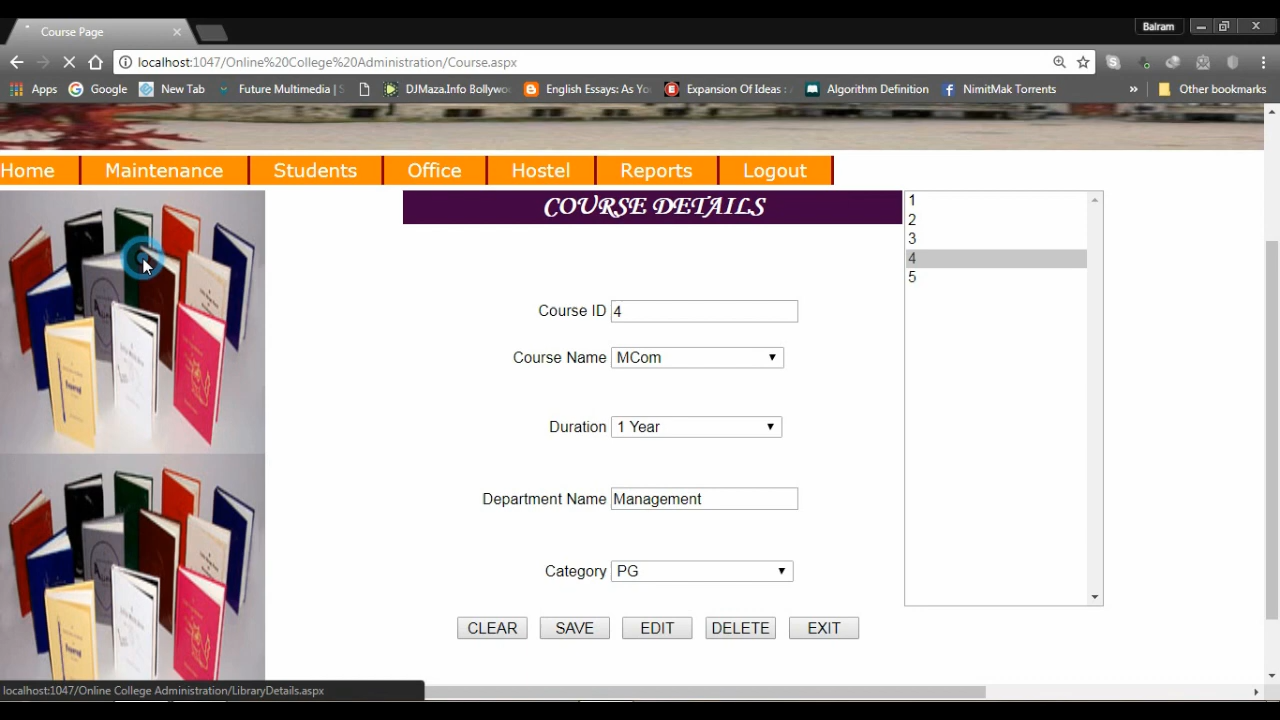 Course Page
Balram
localhost:1047/Online%20College%20Administration/Course.aspx
Apps Google New Tab Future Multimedia | S DJMaza.Info Bollywo English Essays: As Yo Expansion Of Ideas : Algorithm Definition NimitMak Torrents » Other bookmarks
Home Maintenance Students Office Hostel Reports Logout
COURSE DETAILS
1
2
3
4
5
Course ID 4
Course Name MCom
Duration 1 Year
Department Name Management
Category PG
CLEAR SAVE EDIT DELETE EXIT
localhost:1047/Online College Administration/LibraryDetails.aspx